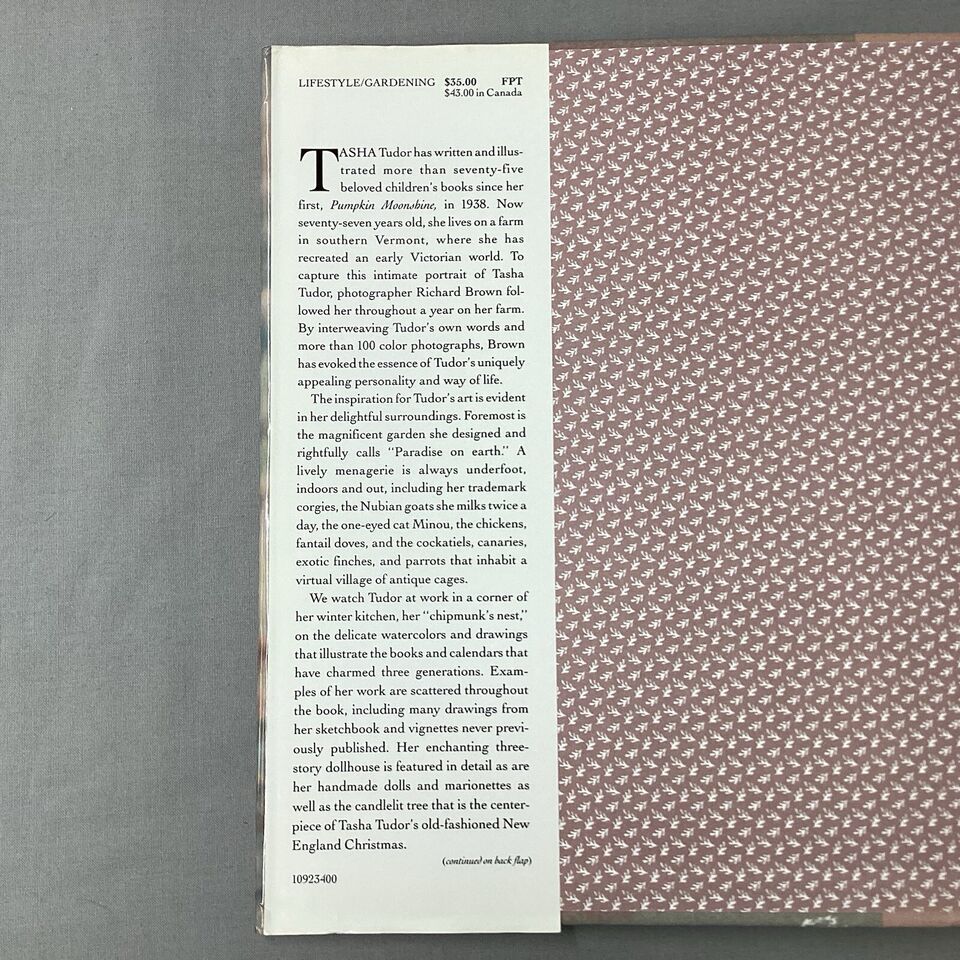 LIFESTYLE/GARDENING $35.00 FPT
$43.00 in Canada
TASHA Tudor has written and illus-
trated more than seventy-five
beloved children's books since her
first, Pumpkin Moonshine, in 1938. Now
seventy-seven years old, she lives on a farm
in southern Vermont, where she has
recreated an early Victorian world. To
capture this intimate portrait of Tasha
Tudor, photographer Richard Brown fol-
lowed her throughout a year on her farm.
By interweaving Tudor's own words and
more than 100 color photographs, Brown
has evoked the essence of Tudor's uniquely
appealing personality and way of life.
The inspiration for Tudor's art is evident
in her delightful surroundings. Foremost is
the magnificent garden she designed and
rightfully calls "Paradise on earth." A
lively menagerie is always underfoot,
indoors and out, including her trademark
corgies, the Nubian goats she milks twice a
day, the one-eyed cat Minou, the chickens,
fantail doves, and the cockatiels, canaries,
exotic finches, and parrots that inhabit a
virtual village of antique cages.
We watch Tudor at work in a corner of
her winter kitchen, her "chipmunk's nest,"
on the delicate watercolors and drawings
that illustrate the books and calendars that
have charmed three generations. Exam-
ples of her work are scattered throughout
the book, including many drawings from
her sketchbook and vignettes never previ-
ously published. Her enchanting three-
story dollhouse is featured in detail as are
her handmade dolls and marionettes as
well as the candlelit tree that is the center-
piece of Tasha Tudor's old-fashioned New
England Christmas.
(continued on back flap)
10923400